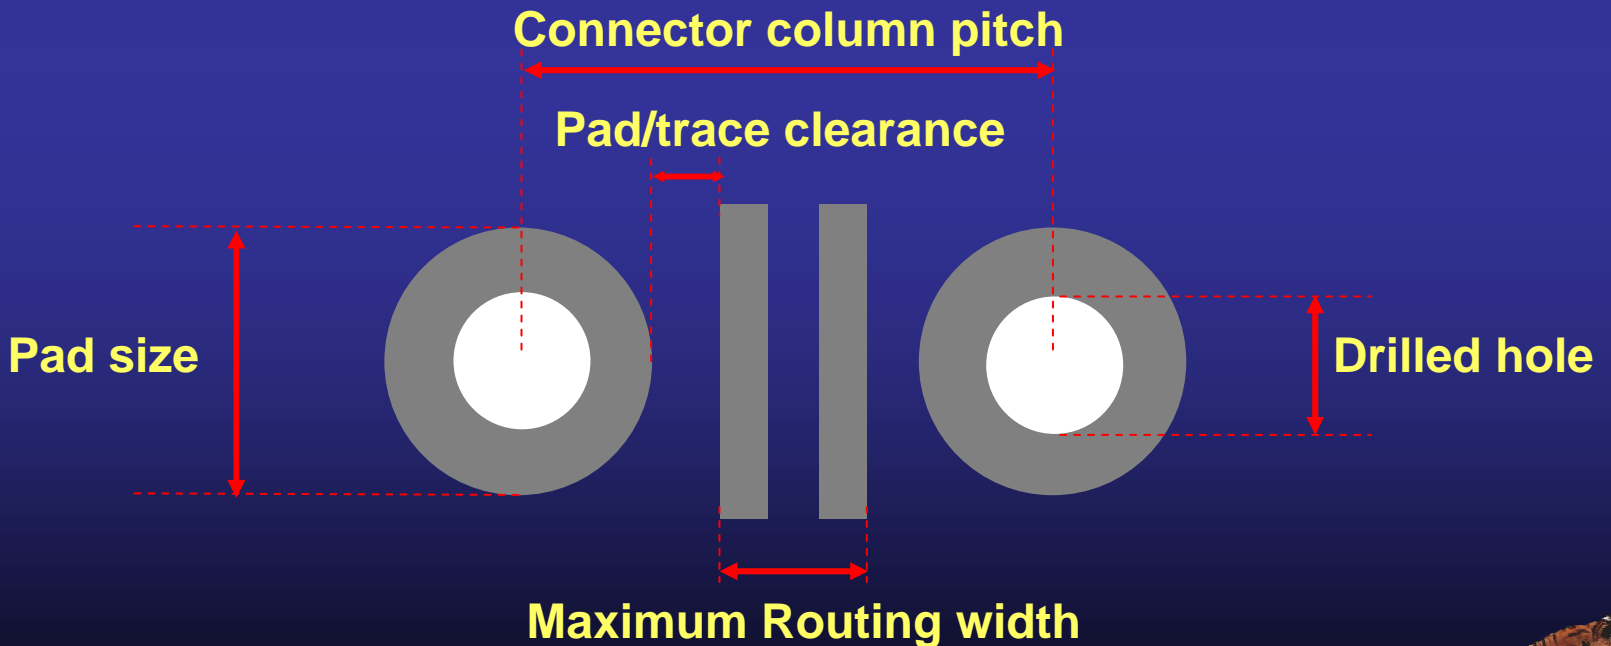 Connector column pitch
Pad/trace clearance
Pad size
Drilled hole
Maximum Routing width